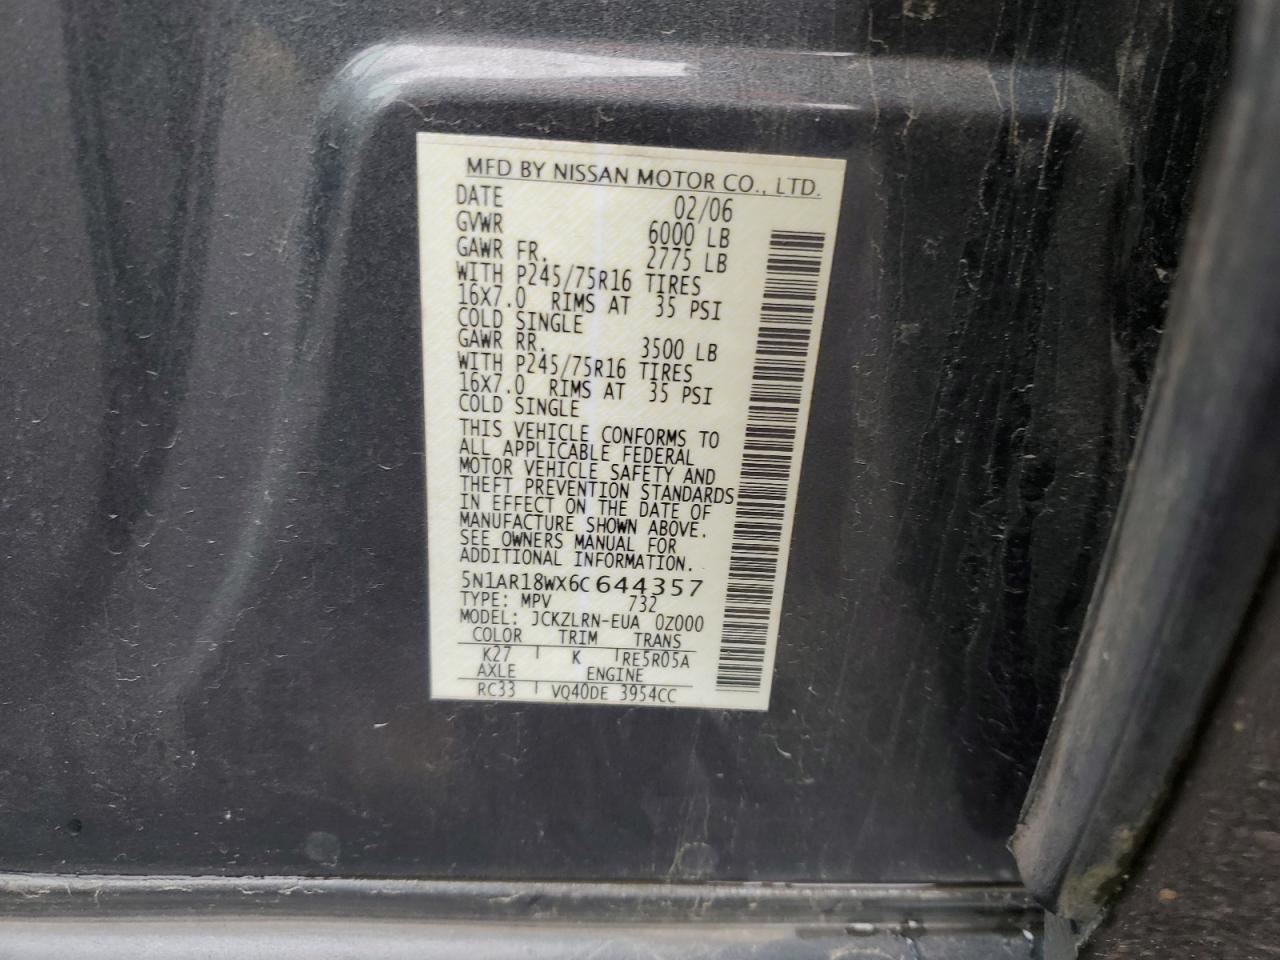 MFD BY NISSAN MOTOR CO., LTD.
DATE 02/06
GVWR 6000 LB
GAWR FR. 2775 LB
WITH P245/75R16 TIRES
16X7.0 RIMS AT 35 PSI
COLD SINGLE
GAWR RR. 3500 LB
WITH P245/75R16 TIRES
16X7.0 RIMS AT 35 PSI
COLD SINGLE
THIS VEHICLE CONFORMS TO
ALL APPLICABLE FEDERAL
MOTOR VEHICLE SAFETY AND
THEFT PREVENTION STANDARDS
IN EFFECT ON THE DATE OF
MANUFACTURE SHOWN ABOVE.
SEE OWNERS MANUAL FOR
ADDITIONAL INFORMATION.
5N1AR18WX6C644357
TYPE: MPV 732
MODEL: JCKZLRN-EUA 0Z000
COLOR TRIM TRANS
K27 K RE5R05A
AXLE ENGINE
RC33 VQ40DE 3954CC